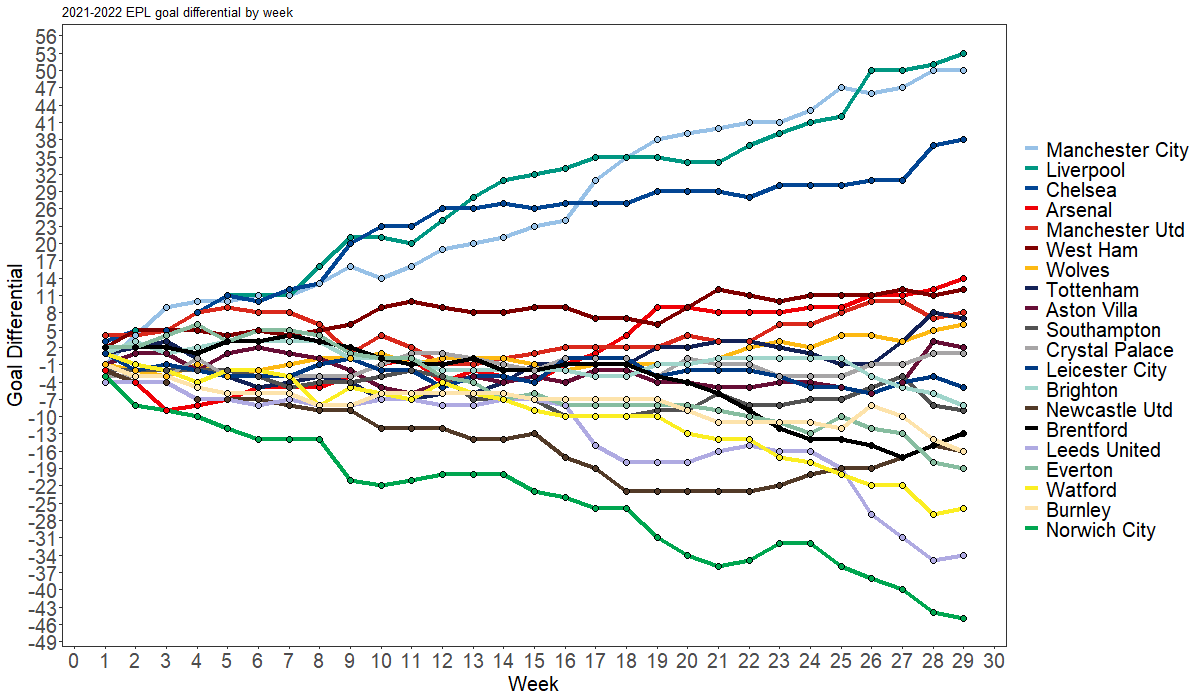 2021-2022 EPL goal differential by week
Goal Differential
56
53
50
47
44
41
38
35
32
29
26
23
20
17
14
11
8
5
2
-1
-4
-7
-10
-13
-16
-19
-22
-25
-28
-31
-34
-37
-40
-43
-46
-49
0 1 2 3 4 5 6 7 8 9 10 11 12 13 14 15 16 17 18 19 20 21 22 23 24 25 26 27 28 29 30
Week
Manchester City
Liverpool
Chelsea
Arsenal
Manchester Utd
West Ham
Wolves
Tottenham
Aston Villa
Southampton
Crystal Palace
Leicester City
Brighton
Newcastle Utd
Brentford
Leeds United
Everton
Watford
Burnley
Norwich City